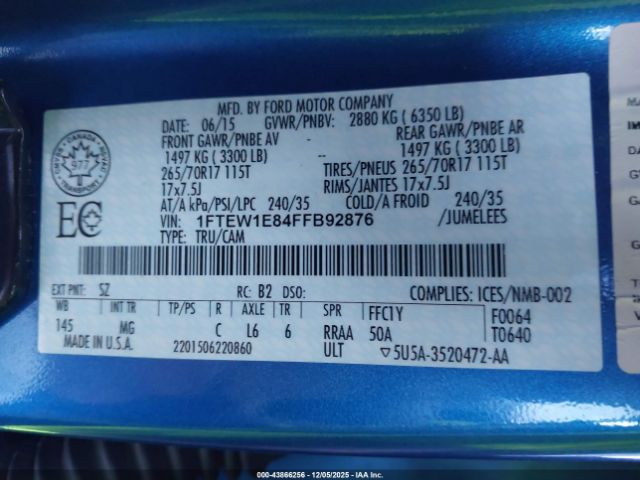 MFD. BY FORD MOTOR COMPANY
DATE: 06/15 GVWR/PNBV: 2880 KG ( 6350 LB)
FRONT GAWR/PNBE AV REAR GAWR/PNBE AR
1497 KG ( 3300 LB) -- 1497 KG ( 3300 LB)
265/70R17 115T TIRES/PNEUS 265/70R17 115T
17x7.5J RIMS/JANTES 17x7.5J
AT/A kPa/PSI/LPC 240/35 COLD/A FROID 240/35
VIN: 1FTEW1E84FFB92876 /JUMELEES
TYPE: TRU/CAM
CANADA
977
EC
EXT PNT: SZ RC: B2 DSO: COMPLIES: ICES/NMB-002
WB INT TR TP/PS R AXLE TR SPR FFC1Y F0064
145 MG C L6 6 RRAA 50A T0640
MADE IN U.S.A. 2201506220860 ULT ▽5U5A-3520472-AA
000-43866256 - 12/05/2025 - IAAI.COM